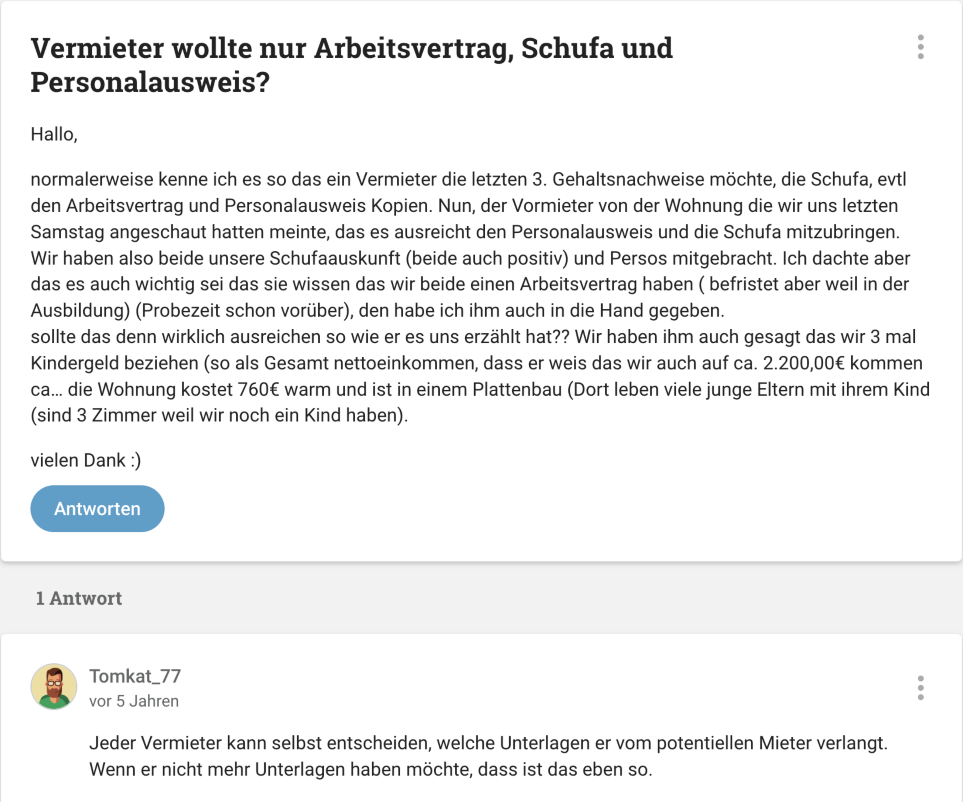 Vermieter wollte nur Arbeitsvertrag, Schufa und
Personalausweis?
Hallo,
normalerweise kenne ich es so das ein Vermieter die letzten 3. Gehaltsnachweise möchte, die Schufa, evtl
den Arbeitsvertrag und Personalausweis Kopien. Nun, der Vormieter von der Wohnung die wir uns letzten
Samstag angeschaut hatten meinte, das es ausreicht den Personalausweis und die Schufa mitzubringen.
Wir haben also beide unsere Schufaauskunft (beide auch positiv) und Persos mitgebracht. Ich dachte aber
das es auch wichtig sei das sie wissen das wir beide einen Arbeitsvertrag haben ( befristet aber weil in der
Ausbildung) (Probezeit schon vorüber), den habe ich ihm auch in die Hand gegeben.
sollte das denn wirklich ausreichen so wie er es uns erzählt hat?? Wir haben ihm auch gesagt das wir 3 mal
Kindergeld beziehen (so als Gesamt nettoeinkommen, dass er weis das wir auch auf ca. 2.200,00€ kommen
ca... die Wohnung kostet 760€ warm und ist in einem Plattenbau (Dort leben viele junge Eltern mit ihrem Kind
(sind 3 Zimmer weil wir noch ein Kind haben).
vielen Dank :)
Antworten
1 Antwort
Tomkat_77
vor 5 Jahren
Jeder Vermieter kann selbst entscheiden, welche Unterlagen er vom potentiellen Mieter verlangt.
Wenn er nicht mehr Unterlagen haben möchte, dass ist das eben so.